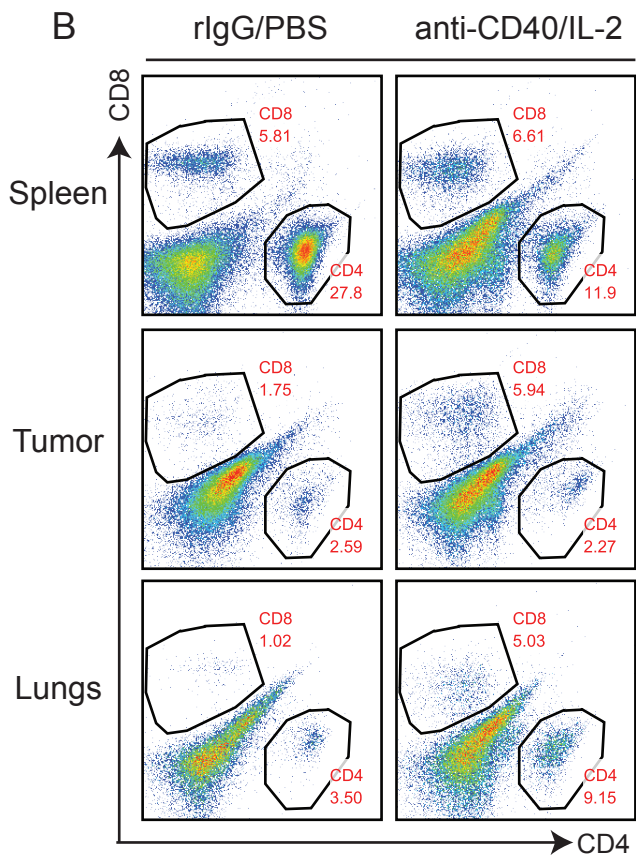 B
rIgG/PBS
anti-CD40/IL-2
CD8
Spleen
CD8
5.81
CD4
27.8
CD8
6.61
CD4
11.9
Tumor
CD8
1.75
CD4
2.59
CD8
5.94
CD4
2.27
Lungs
CD8
1.02
CD4
3.50
CD8
5.03
CD4
9.15
CD4